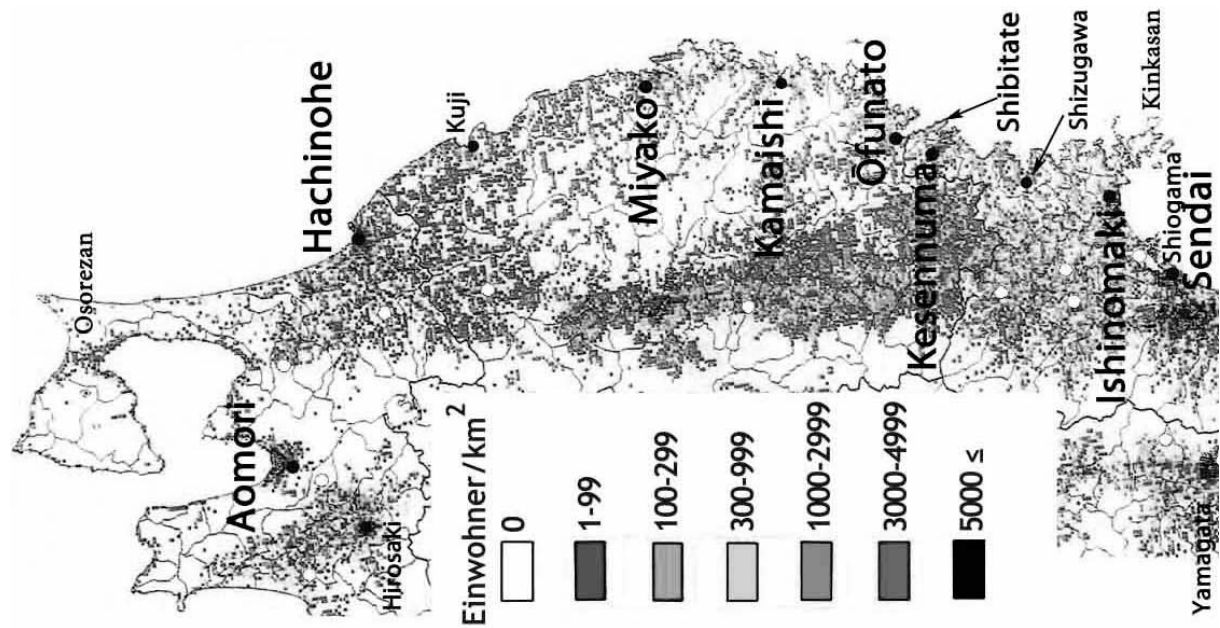 Osorezan
Aomori
Hachinohe
Hirosaki
Kuji
Miyako
Kamaishi
Ōfunato
Shibitate
Kesennuma
Shizugawa
Ishinomaki
Kinkasan
Shiogama
Sendai
Yamagata
Einwohner/km²
0
1-99
100-299
300-999
1000-2999
3000-4999
5000 ≤